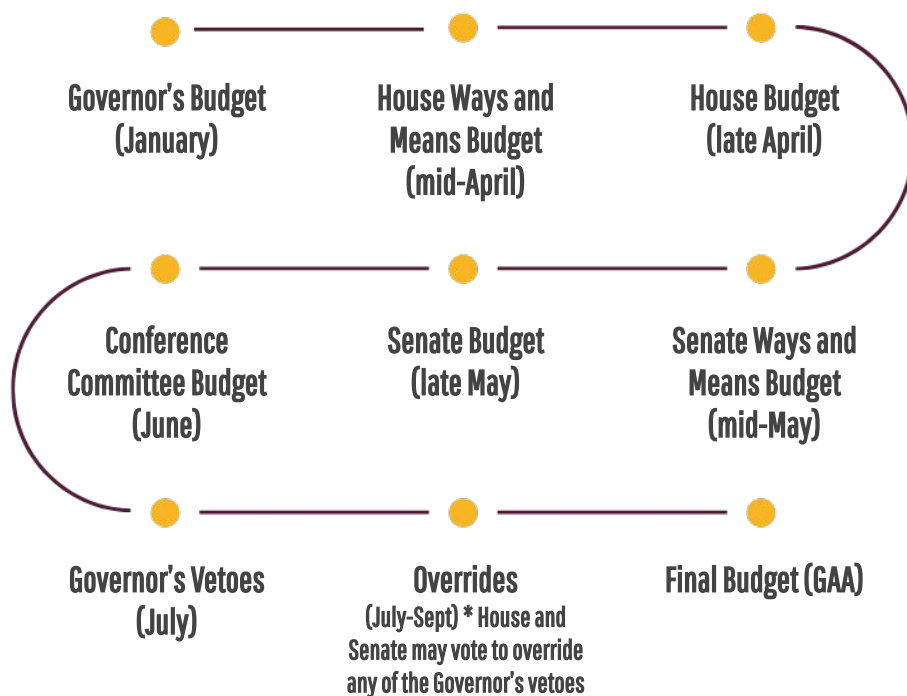 Governor's Budget
(January)
House Ways and
Means Budget
(mid-April)
House Budget
(late April)
Senate Ways and
Means Budget
(mid-May)
Senate Budget
(late May)
Conference
Committee Budget
(June)
Governor's Vetoes
(July)
Overrides
(July-Sept) * House and
Senate may vote to override
any of the Governor's vetoes
Final Budget (GAA)